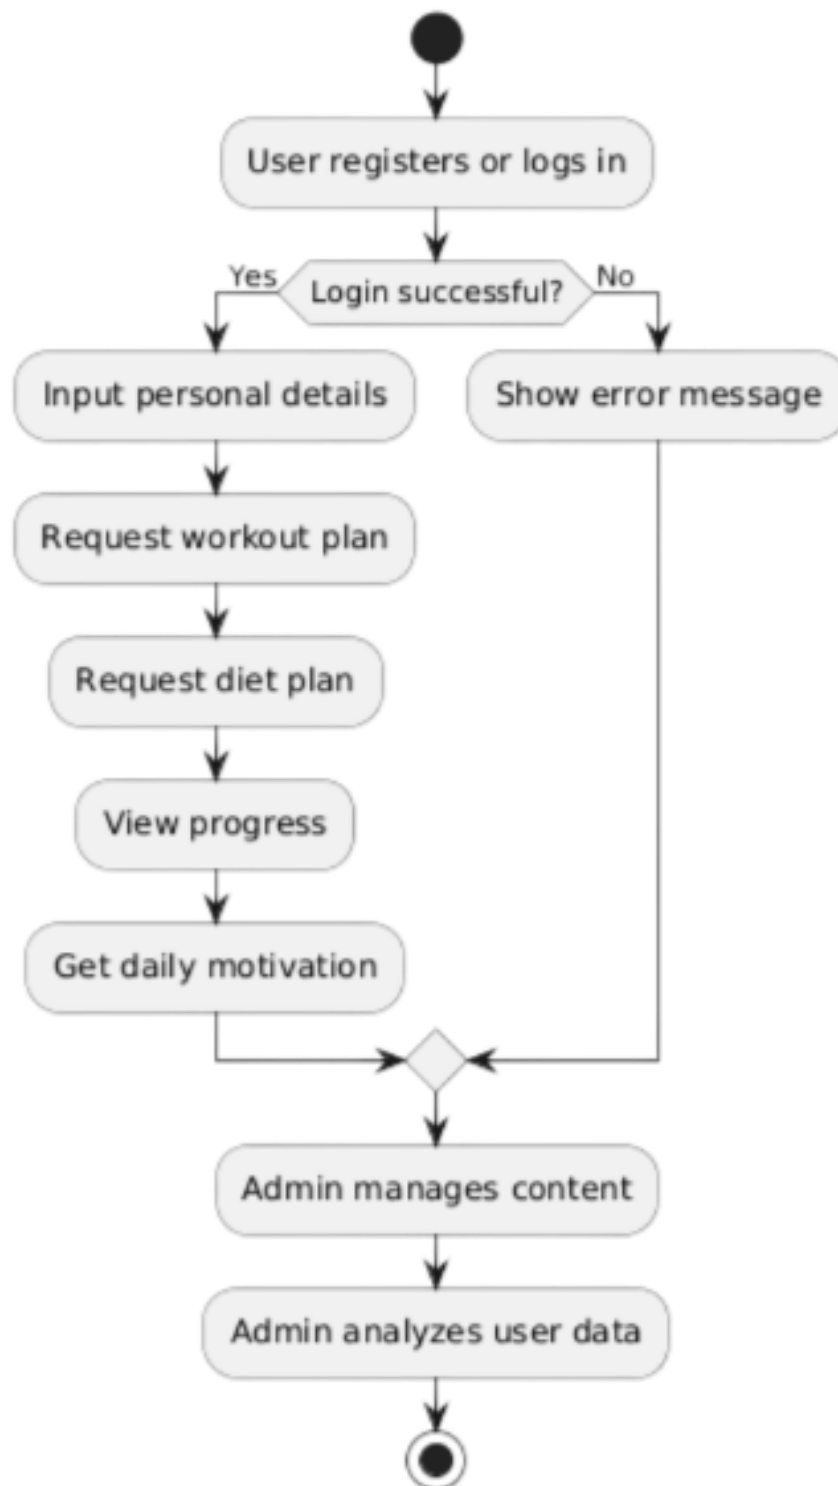 User registers or logs in
Yes
Login successful?
No
Input personal details
Show error message
Request workout plan
Request diet plan
View progress
Get daily motivation
Admin manages content
Admin analyzes user data